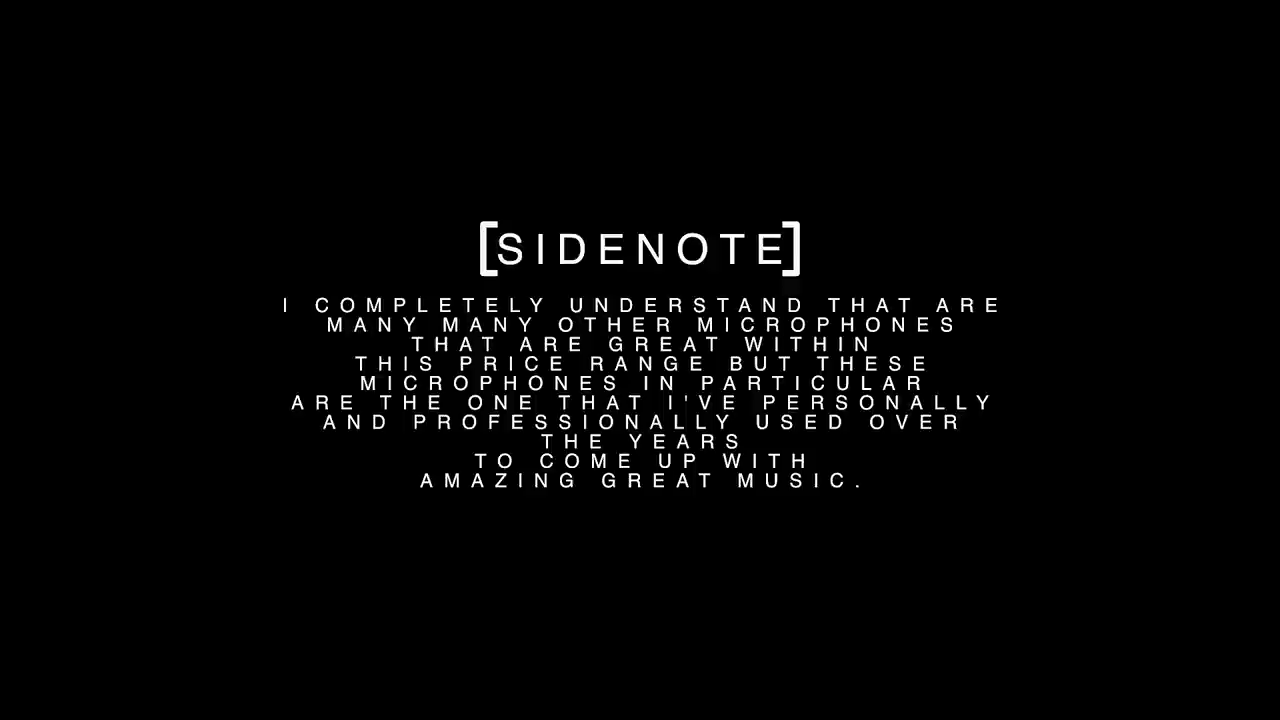 [SIDENOTE]
I COMPLETELY UNDERSTAND THAT ARE
MANY MANY OTHER MICROPHONES
THAT ARE GREAT WITHIN
THIS PRICE RANGE BUT THESE
MICROPHONES IN PARTICULAR
ARE THE ONE THAT I'VE PERSONALLY
AND PROFESSIONALLY USED OVER
THE YEARS
TO COME UP WITH
AMAZING GREAT MUSIC.